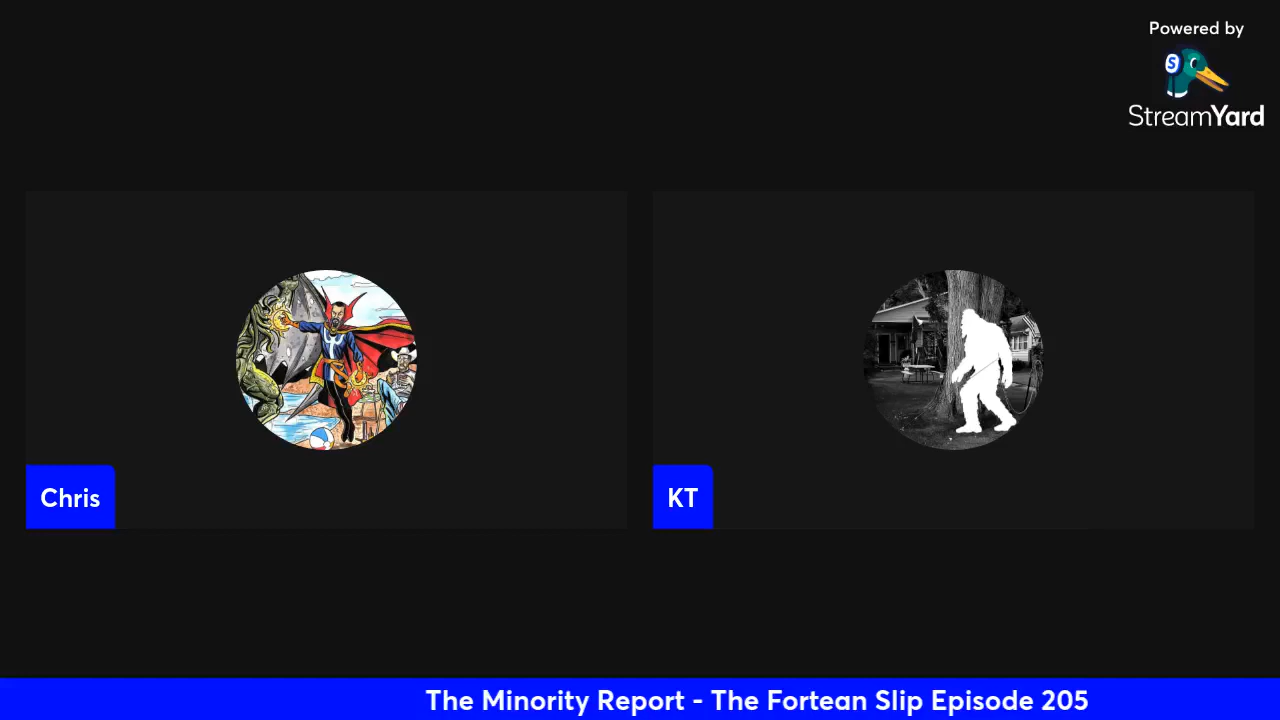 Powered by
S
StreamYard
Chris
KT
The Minority Report - The Fortean Slip Episode 205